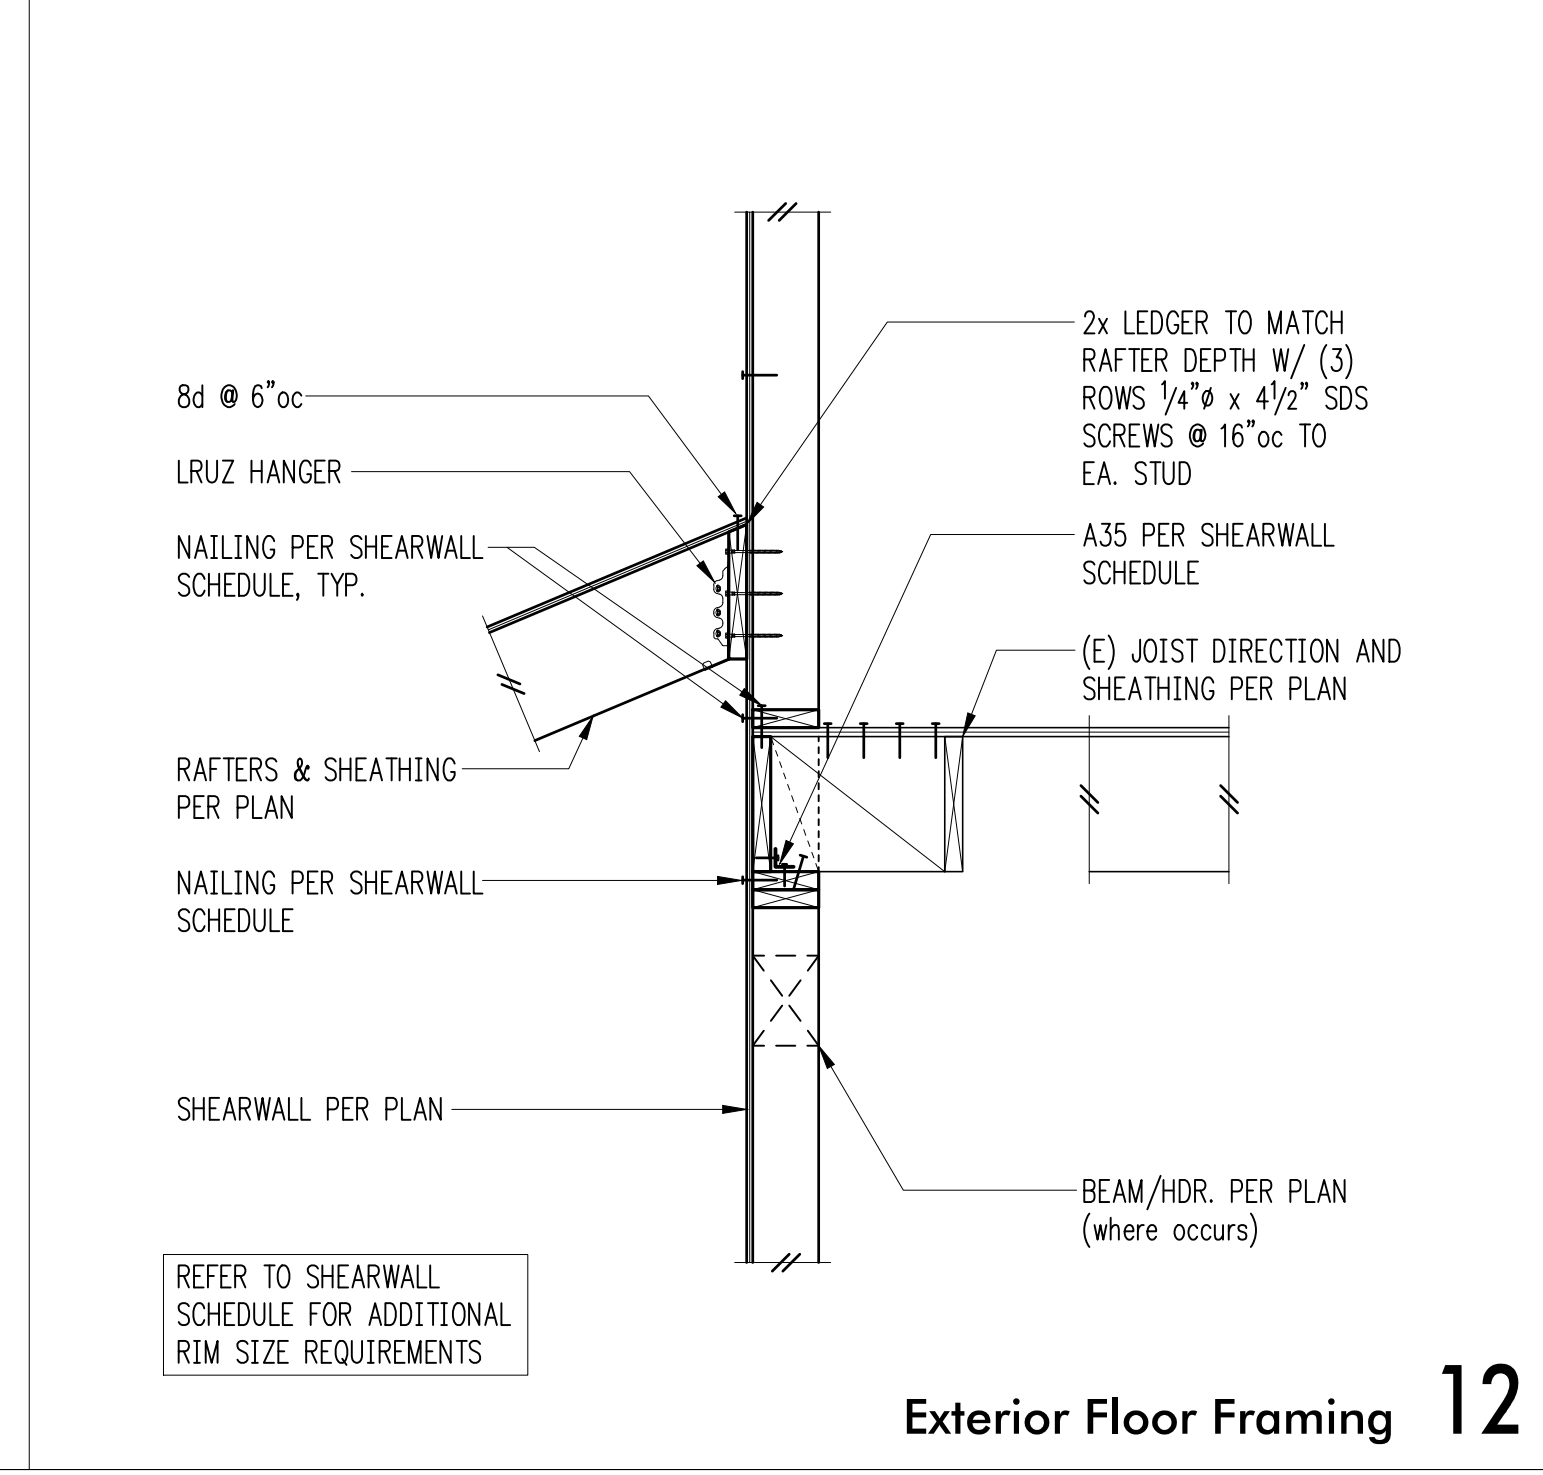 8d @ 6"oc
LRUZ HANGER
NAILING PER SHEARWALL
SCHEDULE, TYP.
RAFTERS & SHEATHING
PER PLAN
NAILING PER SHEARWALL
SCHEDULE
SHEARWALL PER PLAN
REFER TO SHEARWALL
SCHEDULE FOR ADDITIONAL
RIM SIZE REQUIREMENTS
2x LEDGER TO MATCH
RAFTER DEPTH W/ (3)
ROWS 1/4"ø x 4 1/2" SDS
SCREWS @ 16"oc TO
EA. STUD
A35 PER SHEARWALL
SCHEDULE
(E) JOIST DIRECTION AND
SHEATHING PER PLAN
BEAM/HDR. PER PLAN
(where occurs)
Exterior Floor Framing 12